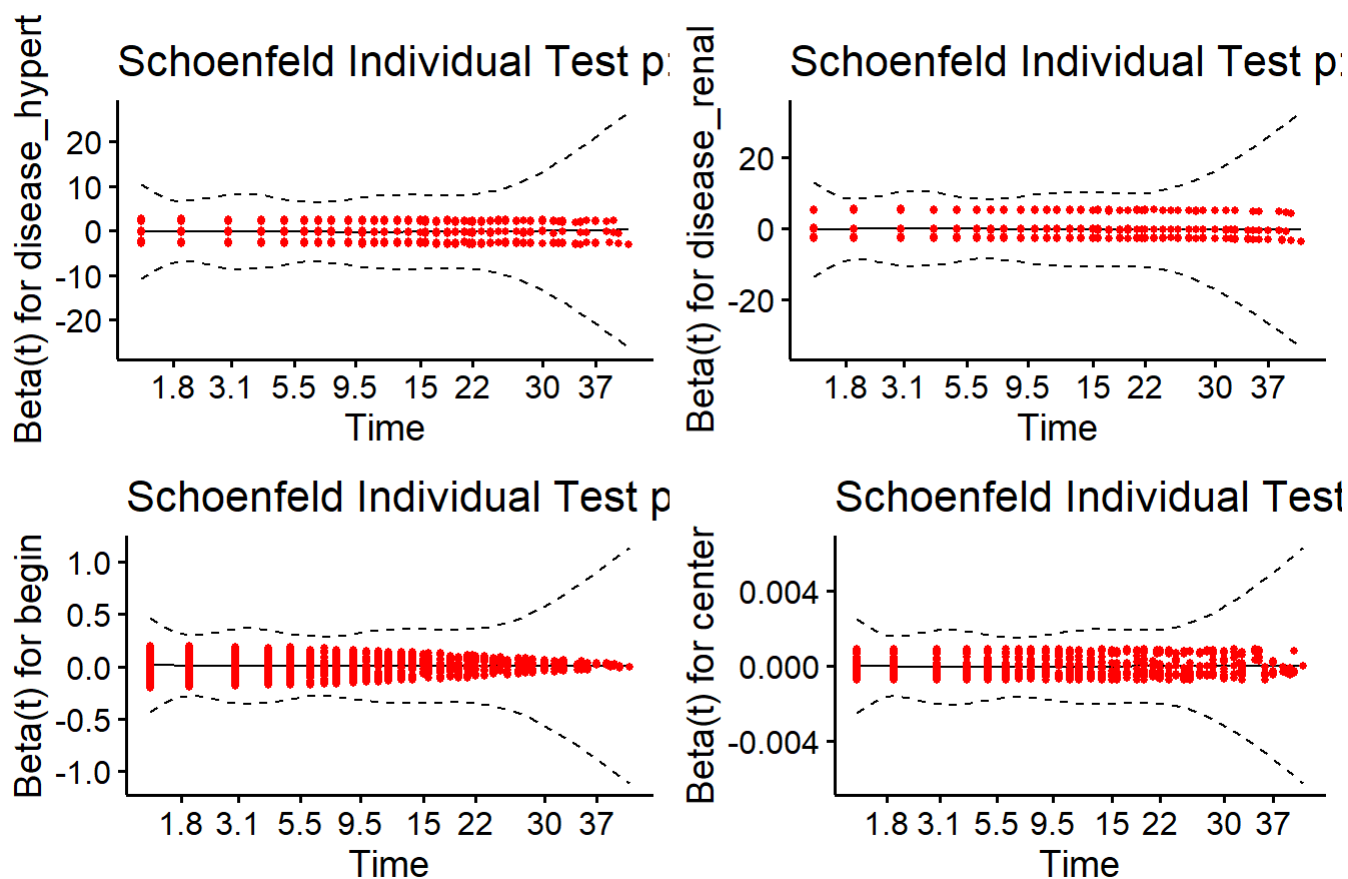 Schoenfeld Individual Test p:
Beta(t) for disease_hypert
20
10
0
-10
-20
1.8 3.1 5.5 9.5 15 22 30 37
Time
Schoenfeld Individual Test p:
Beta(t) for disease_renal
20
0
-20
1.8 3.1 5.5 9.5 15 22 30 37
Time
Schoenfeld Individual Test p
Beta(t) for begin
1.0
0.5
0.0
-0.5
-1.0
1.8 3.1 5.5 9.5 15 22 30 37
Time
Schoenfeld Individual Test
Beta(t) for center
0.004
0.000
-0.004
1.8 3.1 5.5 9.5 15 22 30 37
Time